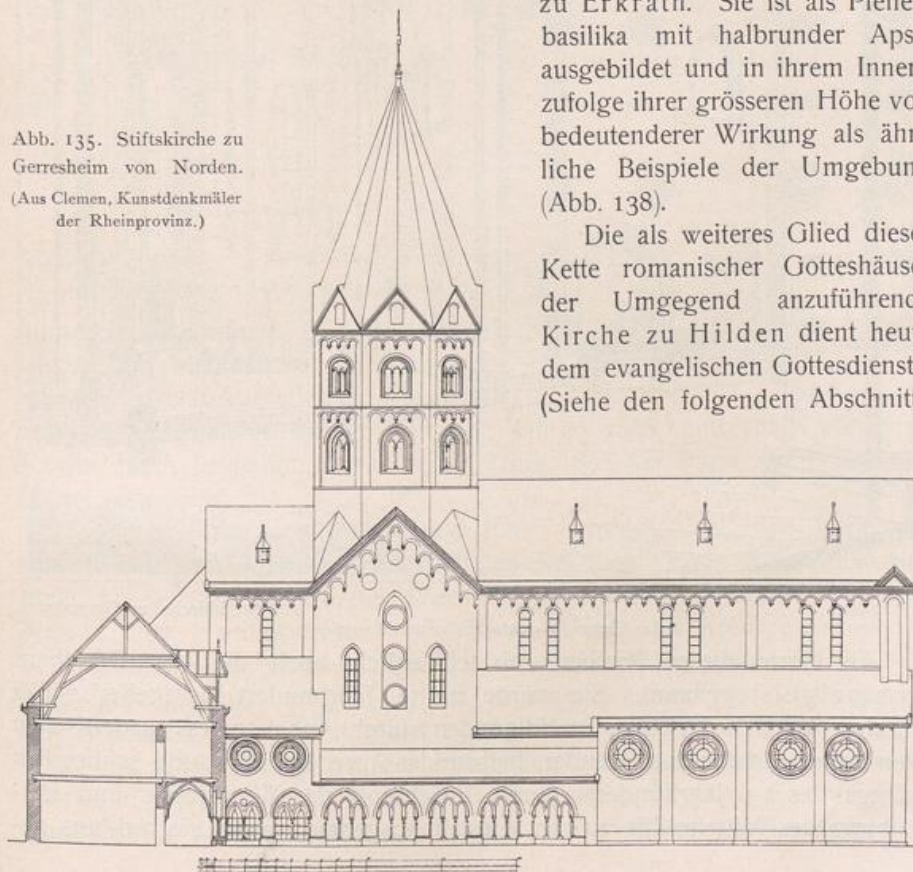 Abb. 135. Stiftskirche zu
Gerresheim von Norden.
(Aus Clemen, Kunstdenkmäler
der Rheinprovinz.)
zu Erkrath. Sie ist als Pfeiler
basilika mit halbrunder Aps
ausgebildet und in ihrem Inner
zufolge ihrer grösseren Höhe vo
bedeutenderer Wirkung als ähn
liche Beispiele der Umgebun
(Abb. 138).
Die als weiteres Glied diese
Kette romanischer Gotteshäuse
der Umgegend anzuführend
Kirche zu Hilden dient heu
dem evangelischen Gottesdienst
(Siehe den folgenden Abschnitt